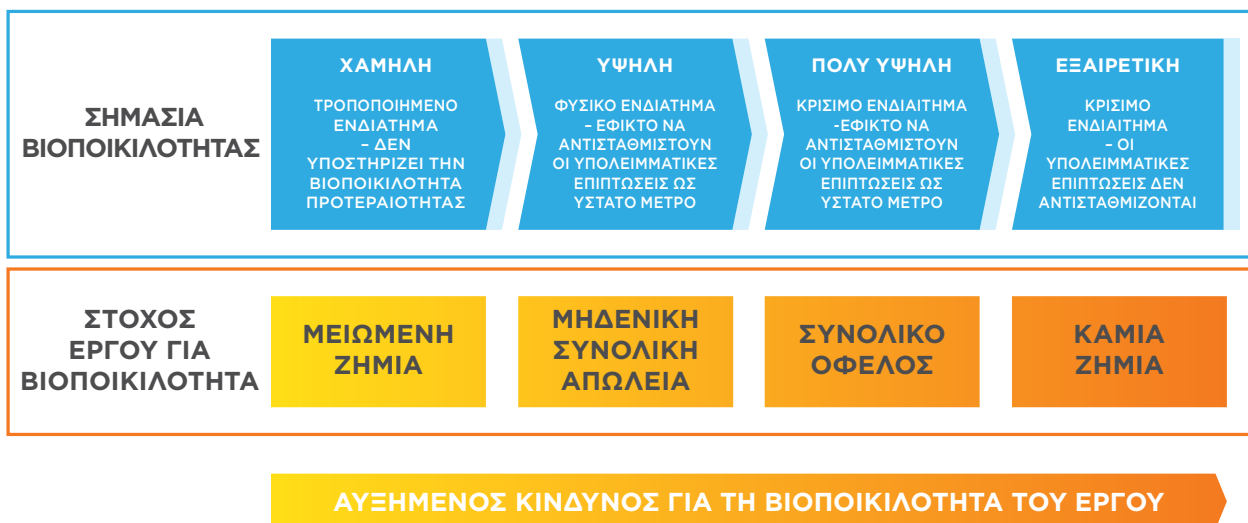 ΣΗΜΑΣΙΑ
ΒΙΟΠΟΙΚΙΛΟΤΗΤΑΣ
ΧΑΜΗΛΗ
ΤΡΟΠΟΠΟΙΗΜΕΝΟ
ΕΝΔΙΑΤΗΜΑ
– ΔΕΝ
ΥΠΟΣΤΗΡΙΖΕΙ ΤΗΝ
ΒΙΟΠΟΙΚΙΛΟΤΗΤΑ
ΠΡΟΤΕΡΑΙΟΤΗΤΑΣ
ΥΨΗΛΗ
ΦΥΣΙΚΟ ΕΝΔΙΑΤΗΜΑ
– ΕΦΙΚΤΟ ΝΑ
ΑΝΤΙΣΤΑΘΜΙΣΤΟΥΝ
ΟΙ ΥΠΟΛΕΙΜΜΑΤΙΚΕΣ
ΕΠΙΠΤΩΣΕΙΣ ΩΣ
ΥΣΤΑΤΟ ΜΕΤΡΟ
ΠΟΛΥ ΥΨΗΛΗ
ΚΡΙΣΙΜΟ ΕΝΔΙΑΙΤΗΜΑ
-ΕΦΙΚΤΟ ΝΑ
ΑΝΤΙΣΤΑΘΜΙΣΤΟΥΝ
ΟΙ ΥΠΟΛΕΙΜΜΑΤΙΚΕΣ
ΕΠΙΠΤΩΣΕΙΣ ΩΣ
ΥΣΤΑΤΟ ΜΕΤΡΟ
ΕΞΑΙΡΕΤΙΚΗ
ΚΡΙΣΙΜΟ
ΕΝΔΙΑΙΤΗΜΑ
– ΟΙ
ΥΠΟΛΕΙΜΜΑΤΙΚΕΣ
ΕΠΙΠΤΩΣΕΙΣ ΔΕΝ
ΑΝΤΙΣΤΑΘΜΙΖΟΝΤΑΙ
ΣΤΟΧΟΣ
ΕΡΓΟΥ ΓΙΑ
ΒΙΟΠΟΙΚΙΛΟΤΗΤΑ
ΜΕΙΩΜΕΝΗ
ΖΗΜΙΑ
ΜΗΔΕΝΙΚΗ
ΣΥΝΟΛΙΚΗ
ΑΠΩΛΕΙΑ
ΣΥΝΟΛΙΚΟ
ΟΦΕΛΟΣ
ΚΑΜΙΑ
ΖΗΜΙΑ
ΑΥΞΗΜΕΝΟΣ ΚΙΝΔΥΝΟΣ ΓΙΑ ΤΗ ΒΙΟΠΟΙΚΙΛΟΤΗΤΑ ΤΟΥ ΕΡΓΟΥ